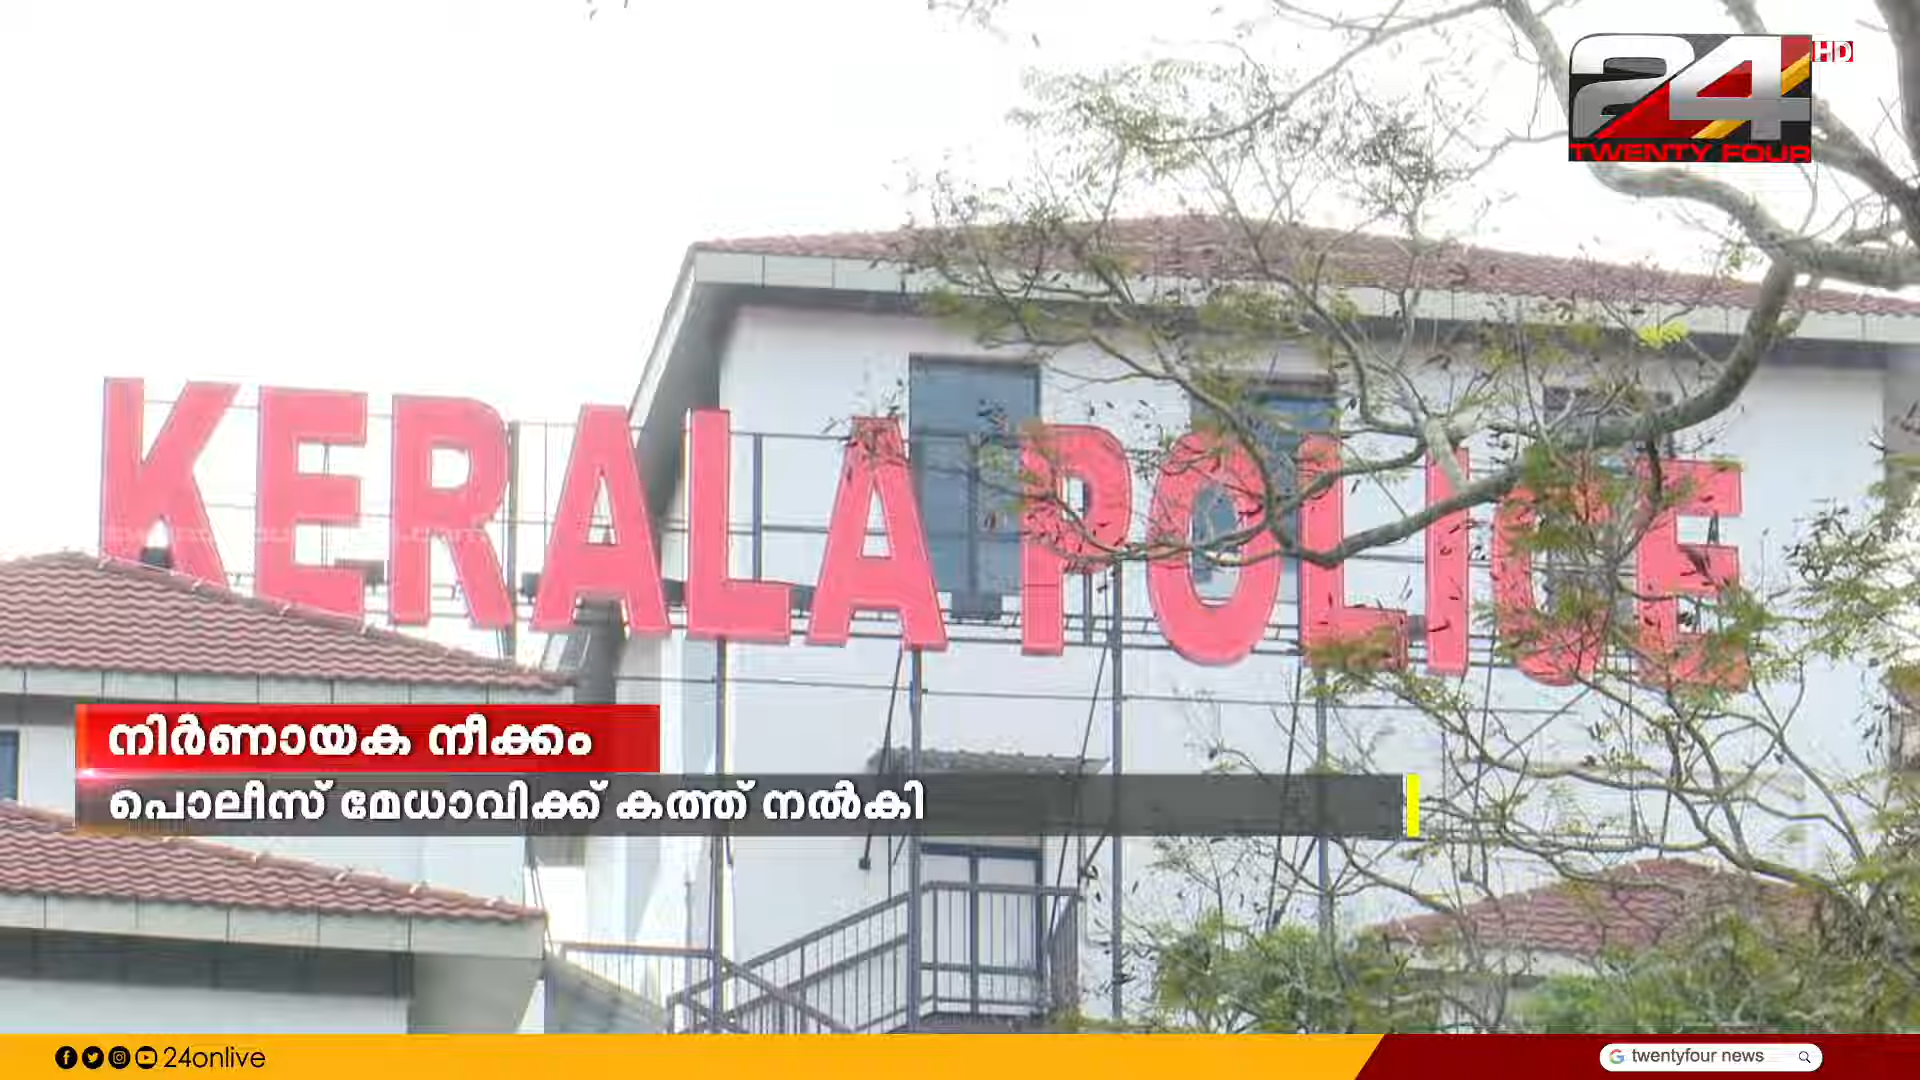 24
HD
TWENTY FOUR
KERALA POLICE
നിർണായക നീക്കം
പൊലീസ് മേധാവിക്ക് കത്ത് നൽകി
24onlive
twentyfour news